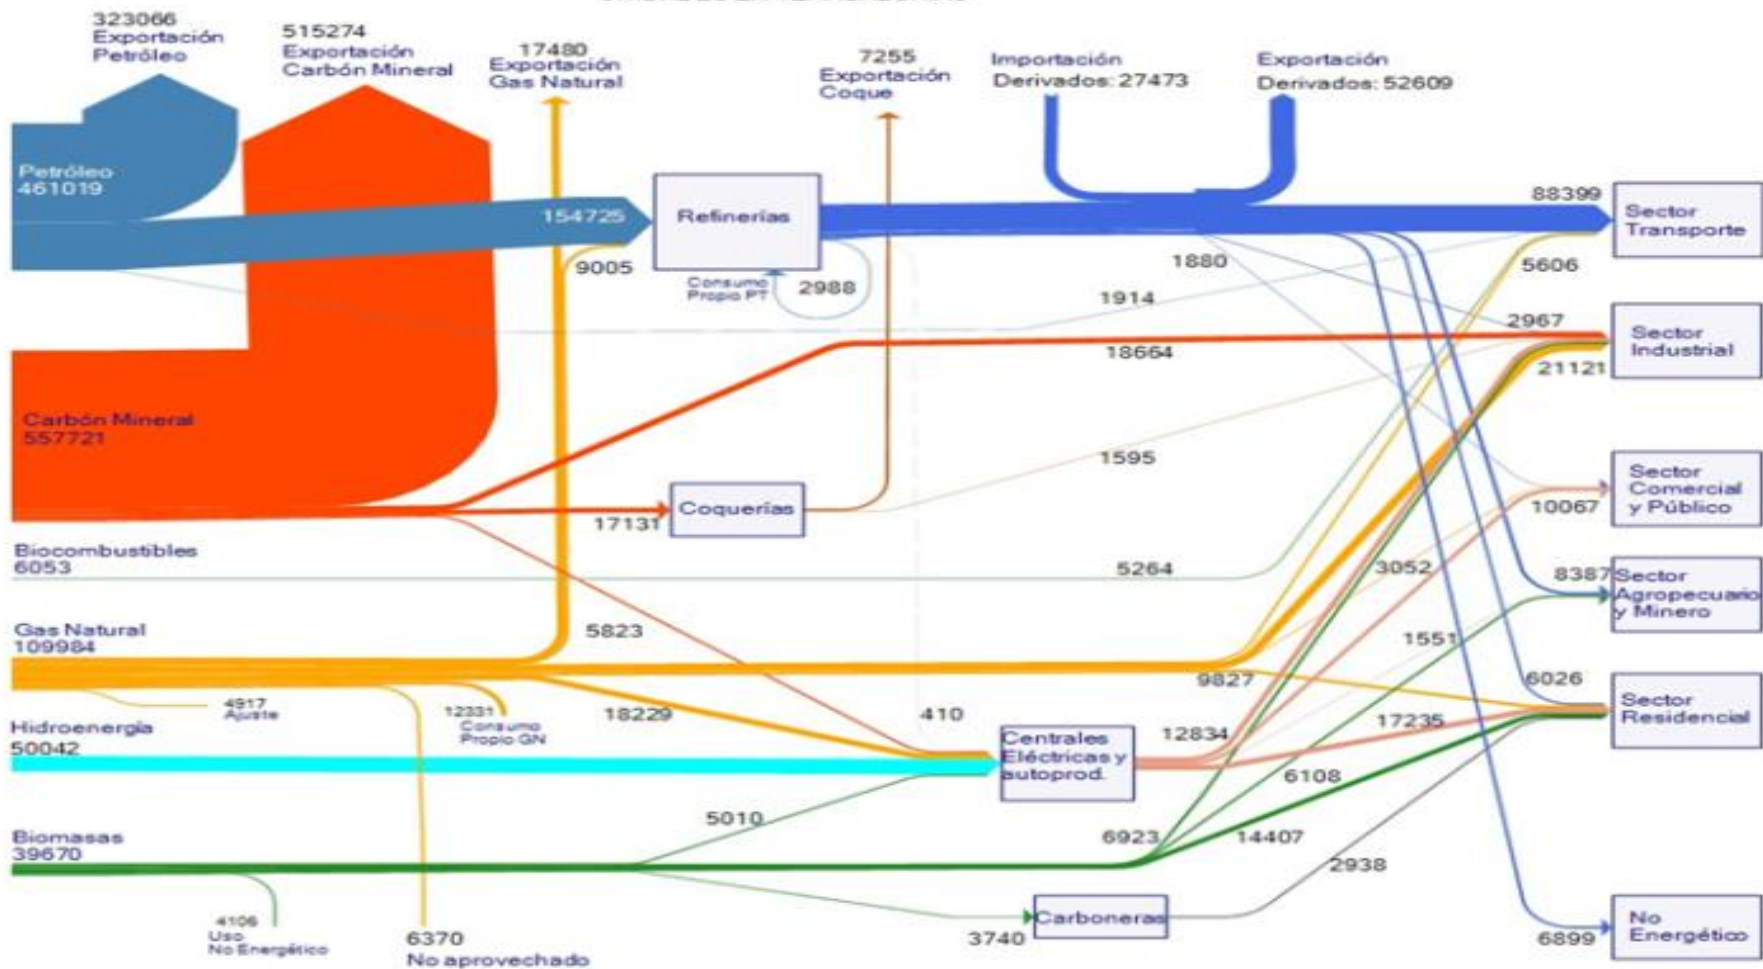 323066
Exportación
Petróleo
515274
Exportación
Carbón Mineral
17480
Exportación
Gas Natural
7255
Exportación
Coque
Importación
Derivados: 27473
Exportación
Derivados: 52609
Petróleo
461019
154725
Refinerías
88399
Sector
Transporte
9005
Consumo
Propio PT
2988
1880
5606
1914
2967
18664
Sector
Industrial
21121
Carbón Mineral
557721
1595
Sector
Comercial
y Público
10067
17131
Coquerías
Biocombustibles
6053
5264
3052
8387
Sector
Agropecuario
y Minero
Gas Natural
109984
5823
1551
9827
6026
Sector
Residencial
4917
Ajuste
12331
Consumo
Propio GN
18229
410
12834
17235
Hidroenergía
50042
Centrales
Eléctricas y
autoprod.
6108
5010
Biomasas
39670
6923
14407
2938
4106
Uso
No Energético
6370
No aprovechado
3740
Carboneras
6899
No
Energético